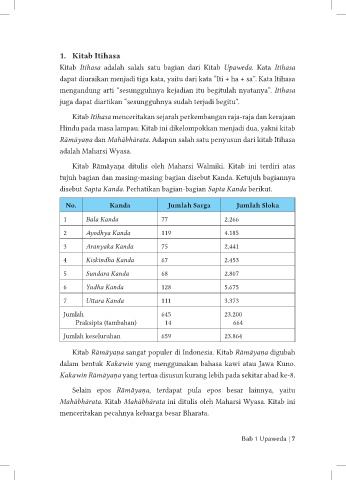 1. Kitab Itihasa
Kitab Itihasa adalah salah satu bagian dari Kitab Upaweda. Kata Itihasa
dapat diuraikan menjadi tiga kata, yaitu dari kata "Iti + ha + sa". Kata Itihasa
mengandung arti "sesungguhnya kejadian itu begitulah nyatanya". Itihasa
juga dapat diartikan "sesungguhnya sudah terjadi begitu".
Kitab Itihasa menceritakan sejarah perkembangan raja-raja dan kerajaan
Hindu pada masa lampau. Kitab ini dikelompokkan menjadi dua, yakni kitab
Rāmāyaṇa dan Mahābhārata. Adapun salah satu penyusun dari kitab Itihasa
adalah Maharsi Wyasa.
Kitab Rāmāyaṇa ditulis oleh Maharsi Walmiki. Kitab ini terdiri atas
tujuh bagian dan masing-masing bagian disebut Kanda. Ketujuh bagiannya
disebut Sapta Kanda. Perhatikan bagian-bagian Sapta Kanda berikut.
No. Kanda Jumlah Sarga Jumlah Sloka
1 Bala Kanda 77 2.266
2 Ayodhya Kanda 119 4.185
3 Aranyaka Kanda 75 2.441
4 Kiskindha Kanda 67 2.453
5 Sundara Kanda 68 2.807
6 Yudha Kanda 128 5.675
7 Uttara Kanda 111 3.373
Jumlah 645 23.200
Praksipta (tambahan) 14 664
Jumlah keseluruhan 659 23.864
Kitab Rāmāyaṇa sangat populer di Indonesia. Kitab Rāmāyaṇa digubah
dalam bentuk Kakawin yang menggunakan bahasa kawi atau Jawa Kuno.
Kakawin Rāmāyaṇa yang tertua disusun kurang lebih pada sekitar abad ke-8.
Selain epos Rāmāyaṇa, terdapat pula epos besar lainnya, yaitu
Mahābhārata. Kitab Mahābhārata ini ditulis oleh Maharsi Wyasa. Kitab ini
menceritakan pecahnya keluarga besar Bharata.
Bab 1 Upaweda | 7